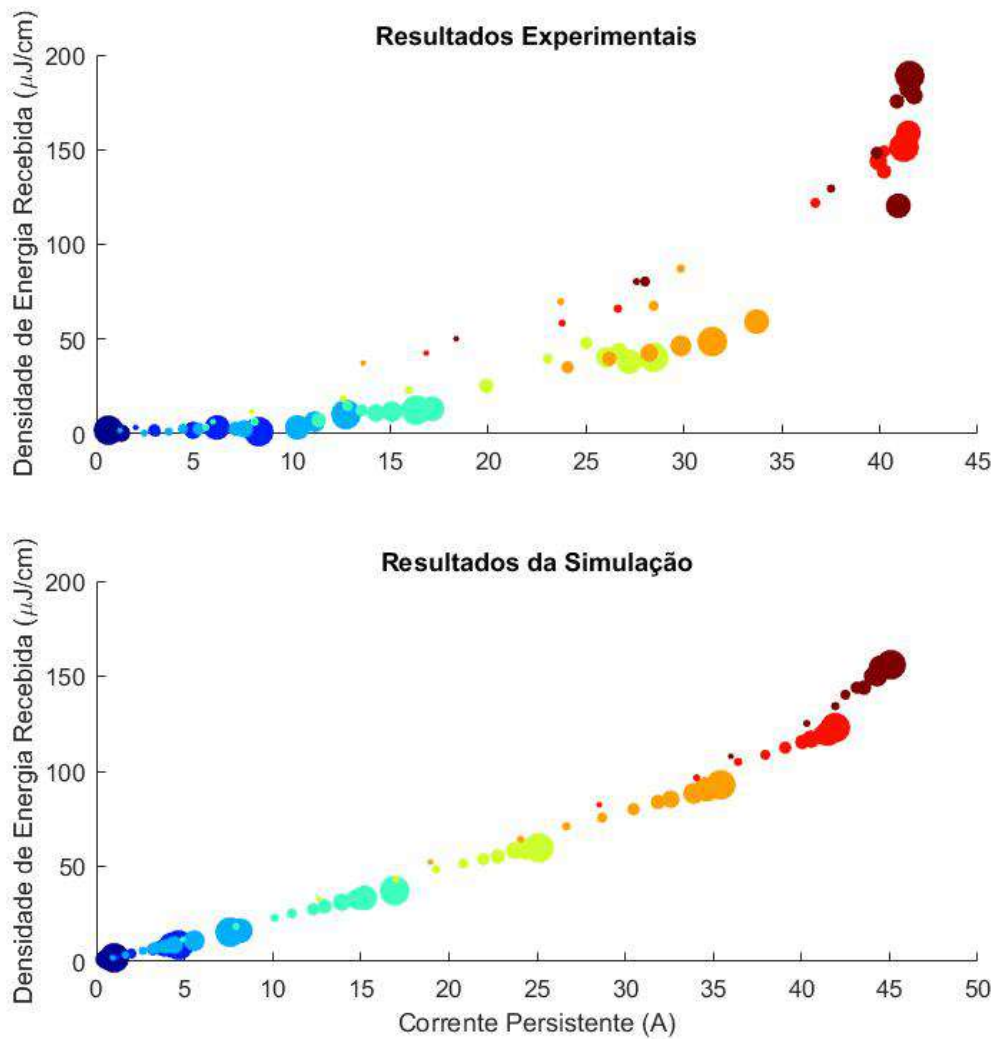 Resultados Experimentais
Densidade de Energia Recebida (μJ/cm)
200
150
100
50
0
0 5 10 15 20 25 30 35 40 45
Resultados da Simulação
Densidade de Energia Recebida (μJ/cm)
200
150
100
50
0
0 5 10 15 20 25 30 35 40 45 50
Corrente Persistente (A)